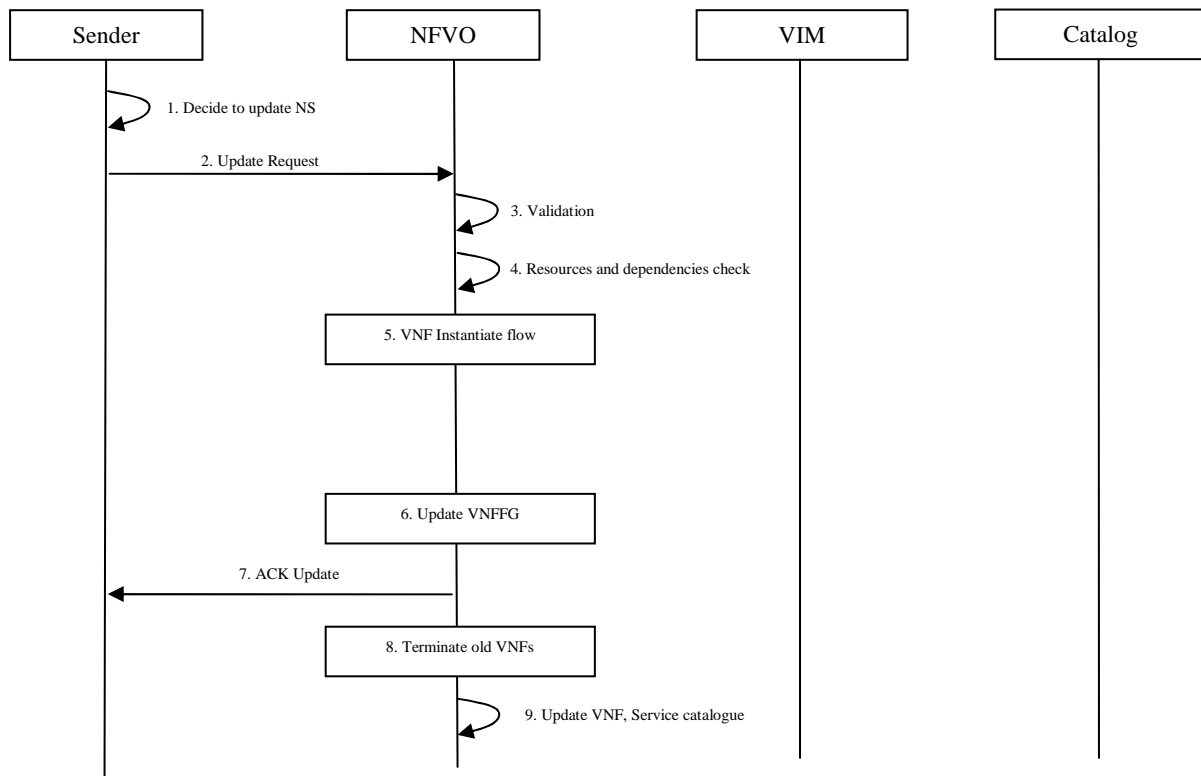 Sender
NFVO
VIM
Catalog
1. Decide to update NS
2. Update Request
3. Validation
4. Resources and dependencies check
5. VNF Instantiate flow
6. Update VNFFG
7. ACK Update
8. Terminate old VNFs
9. Update VNF, Service catalogue